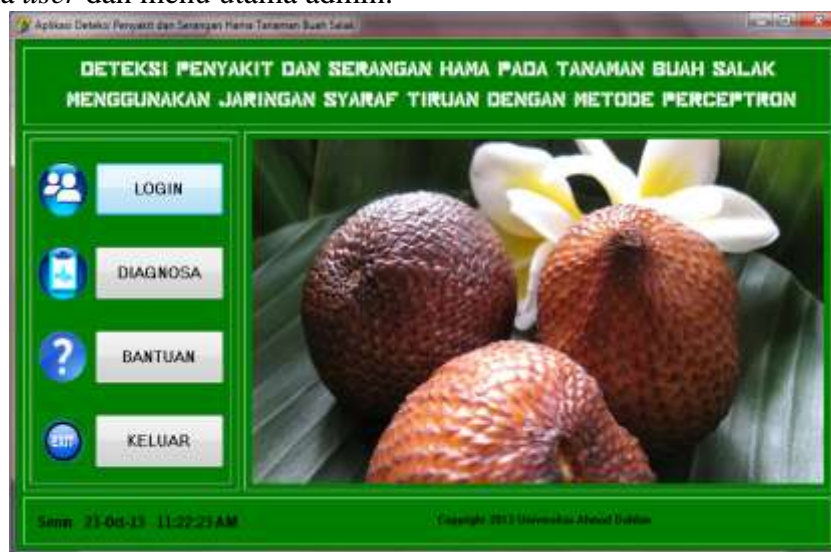 user dan menu utama admin.
Aplikasi Deteksi Penyakit dan Serangan Hama Tanaman Buah Salak
DETEKSI PENYAKIT DAN SERANGAN HAMA PADA TANAMAN BUAH SALAK
MENGGUNAKAN JARINGAN SYARAF TIRUAN DENGAN METODE PERCEPTRON
LOGIN
DIAGNOSA
BANTUAN
EXIT
KELUAR
Senin 23-Oct-13 11:22:23 AM
Copyright 2013 Universitas Ahmad Dahlan